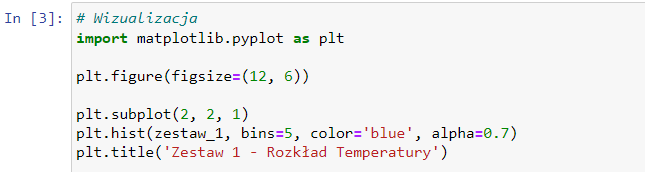 In [3]: # Wizualizacja
import matplotlib.pyplot as plt
plt.figure(figsize=(12, 6))
plt.subplot(2, 2, 1)
plt.hist(zestaw_1, bins=5, color='blue', alpha=0.7)
plt.title('Zestaw 1 - Rozkład Temperatury')